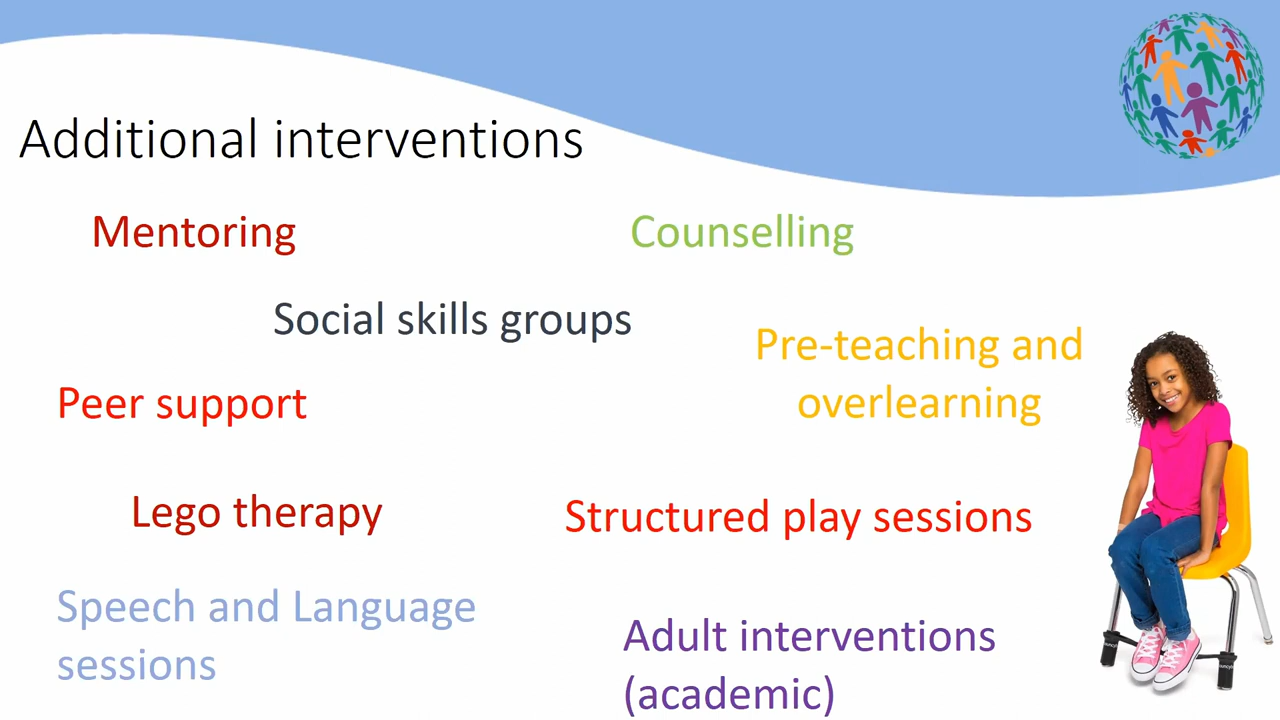 Additional interventions
Mentoring
Counselling
Social skills groups
Pre-teaching and
overlearning
Peer support
Lego therapy
Structured play sessions
Speech and Language
sessions
Adult interventions
(academic)